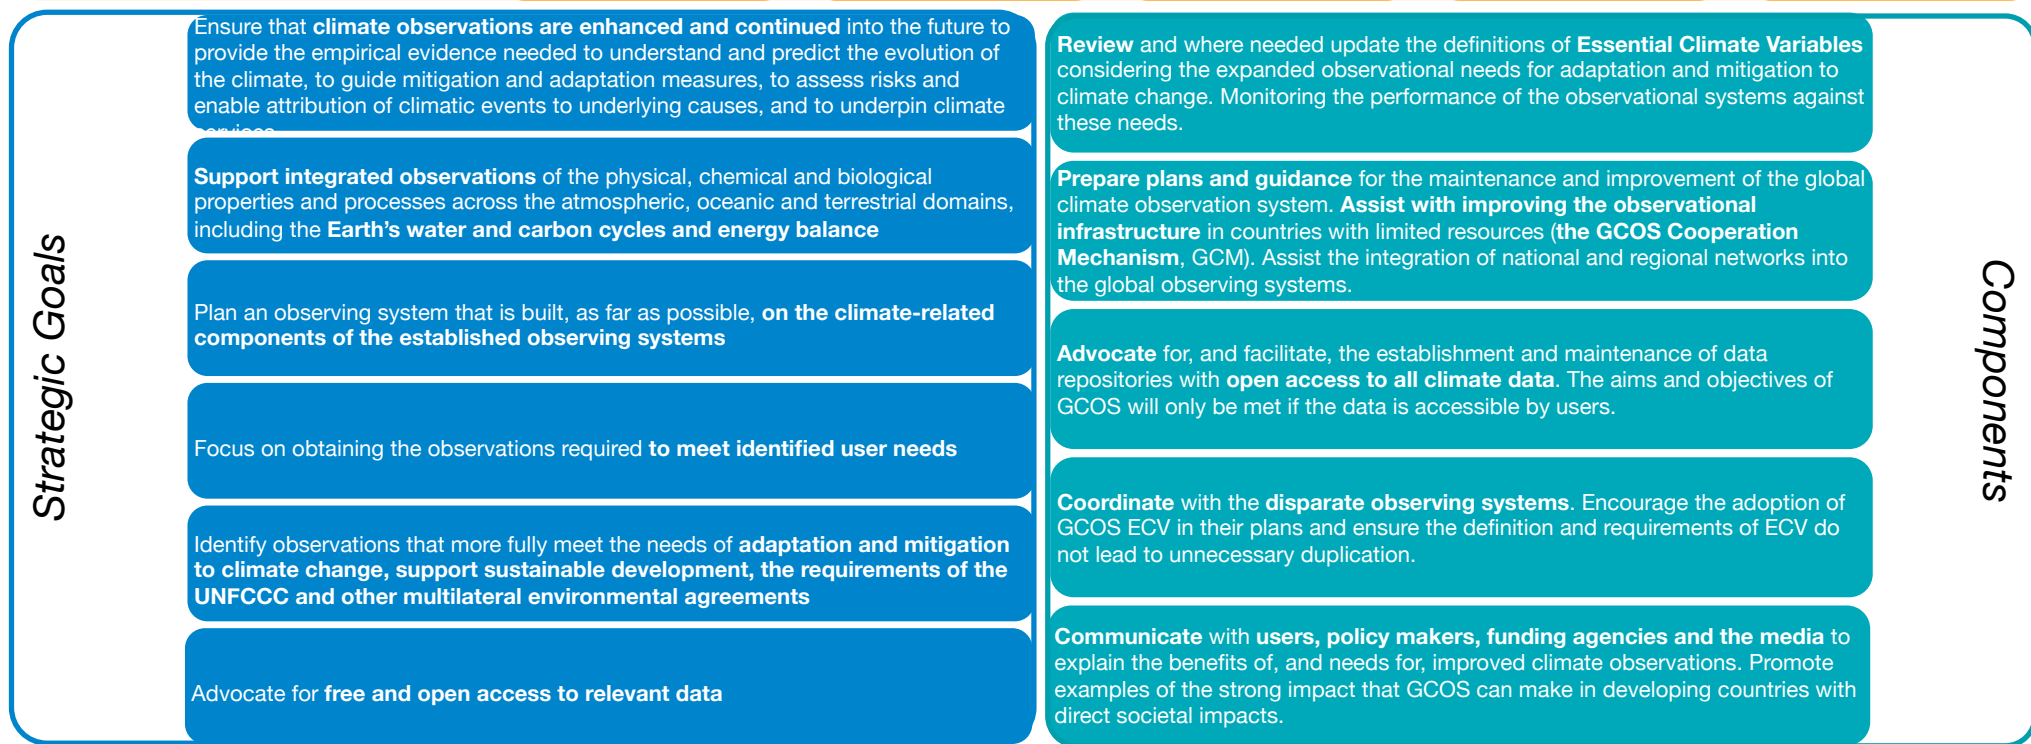 Strategic Goals
Ensure that climate observations are enhanced and continued into the future to
provide the empirical evidence needed to understand and predict the evolution of
the climate, to guide mitigation and adaptation measures, to assess risks and
enable attribution of climatic events to underlying causes, and to underpin climate
services
Support integrated observations of the physical, chemical and biological
properties and processes across the atmospheric, oceanic and terrestrial domains,
including the Earth’s water and carbon cycles and energy balance
Plan an observing system that is built, as far as possible, on the climate-related
components of the established observing systems
Focus on obtaining the observations required to meet identified user needs
Identify observations that more fully meet the needs of adaptation and mitigation
to climate change, support sustainable development, the requirements of the
UNFCCC and other multilateral environmental agreements
Advocate for free and open access to relevant data
Review and where needed update the definitions of Essential Climate Variables
considering the expanded observational needs for adaptation and mitigation to
climate change. Monitoring the performance of the observational systems against
these needs.
Prepare plans and guidance for the maintenance and improvement of the global
climate observation system. Assist with improving the observational
infrastructure in countries with limited resources (the GCOS Cooperation
Mechanism, GCM). Assist the integration of national and regional networks into
the global observing systems.
Advocate for, and facilitate, the establishment and maintenance of data
repositories with open access to all climate data. The aims and objectives of
GCOS will only be met if the data is accessible by users.
Coordinate with the disparate observing systems. Encourage the adoption of
GCOS ECV in their plans and ensure the definition and requirements of ECV do
not lead to unnecessary duplication.
Communicate with users, policy makers, funding agencies and the media to
explain the benefits of, and needs for, improved climate observations. Promote
examples of the strong impact that GCOS can make in developing countries with
direct societal impacts.
Components